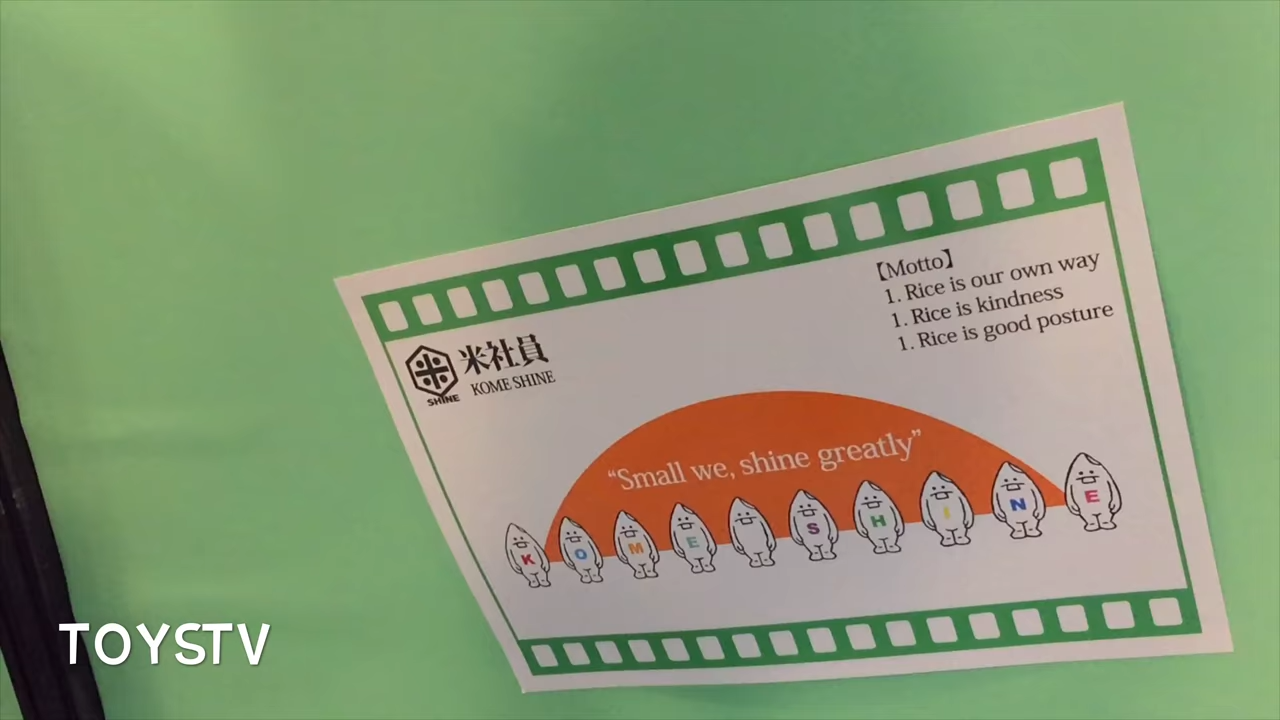 【Motto】
1. Rice is our own way
1. Rice is kindness
1. Rice is good posture
米
SHINE
米社員
KOME SHINE
“Small we, shine greatly”
K O M E S H I N E
TOYSTV